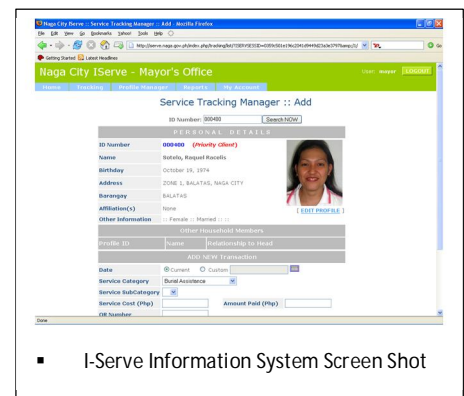 Naga City iServe :: Service Tracking Manager :: Add - Mozilla Firefox
File Edit View Go Bookmarks Yahoo! Tools Help
Getting Started Latest Headlines
Naga City IServe - Mayor's Office
User: mayor LOGOUT
Home Tracking Profile Manager Reports My Account
Service Tracking Manager :: Add
ID Number: 000400 Search NOW
PERSONAL DETAILS
ID Number 000400 (Priority Client)
Name Sotelo, Raquel Racelis
Birthday October 19, 1974
Address ZONE 1, BALATAS, NAGA CITY
Barangay BALATAS
Affiliation(s) None
[ EDIT PROFILE ]
Other Information :: Female :: Married :: ::
Other Household Members
Profile ID Name Relationship to Head
ADD NEW Transaction
Date Current Custom
Service Category Burial Assistance
Service SubCategory
Service Cost (Php) Amount Paid (Php)
OR Number
Done
▪ I-Serve Information System Screen Shot